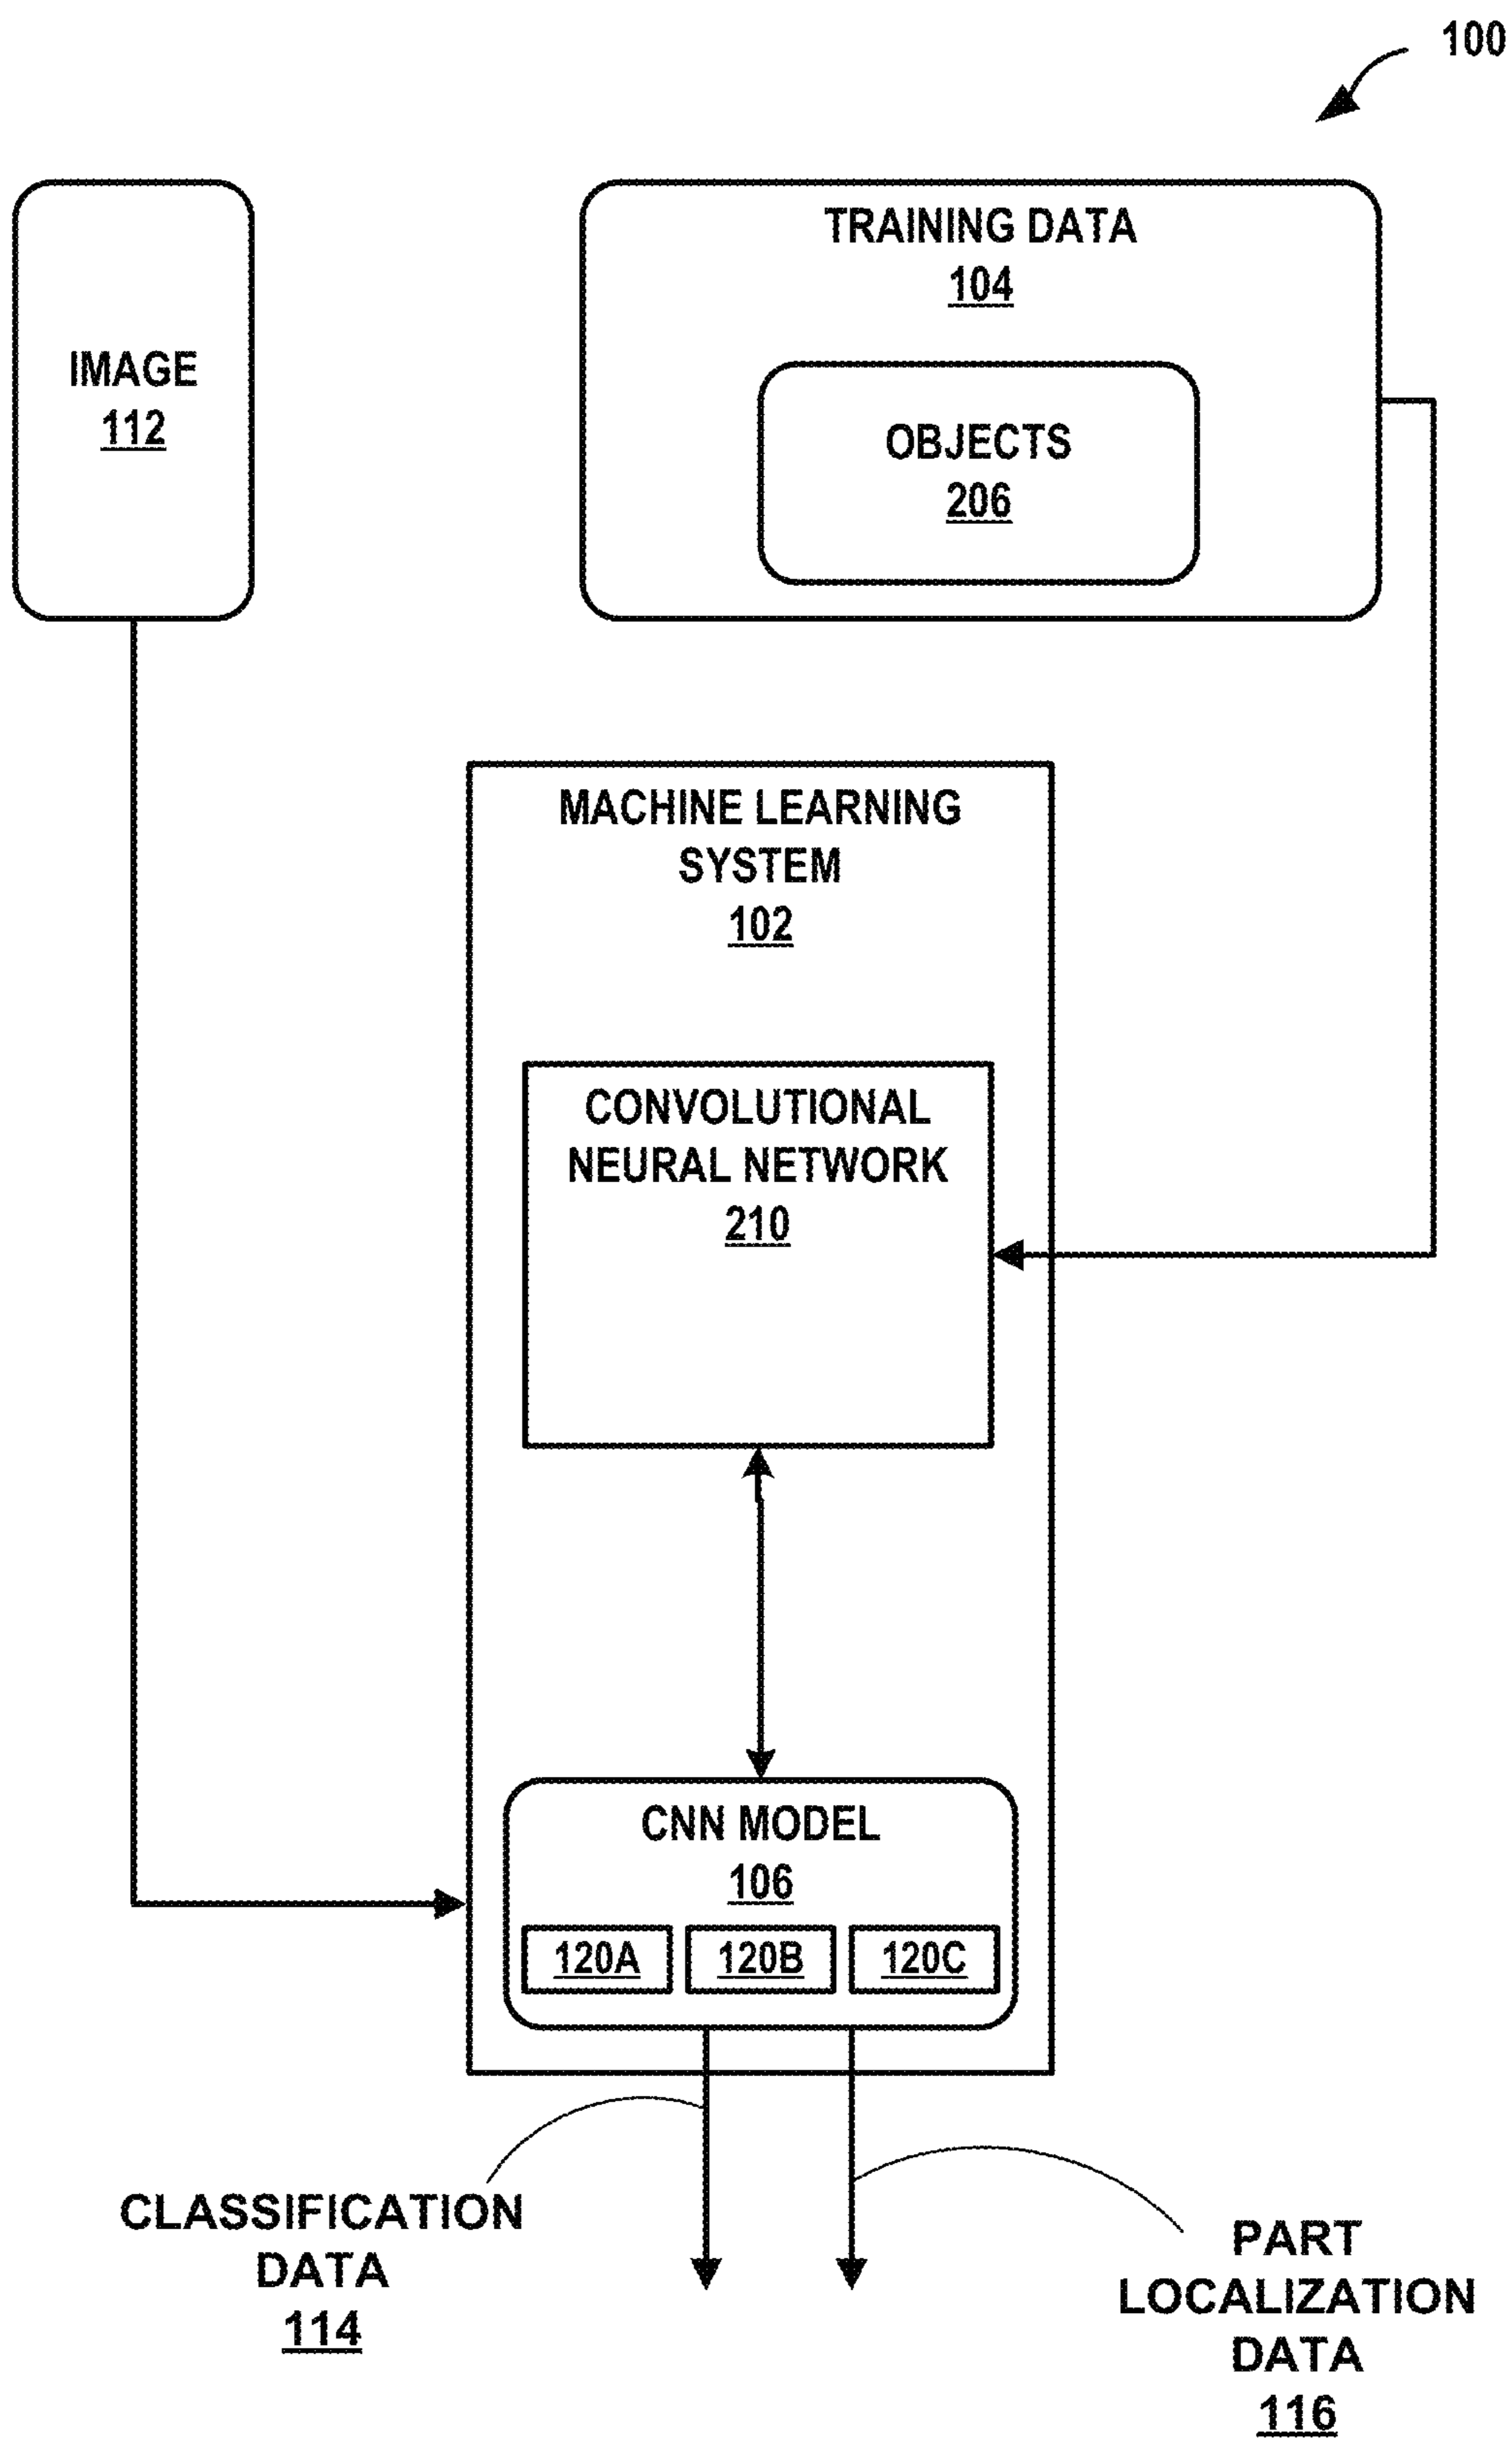 100
TRAINING DATA
104
OBJECTS
206
IMAGE
112
MACHINE LEARNING
SYSTEM
102
CONVOLUTIONAL
NEURAL NETWORK
210
CNN MODEL
106
120A
120B
120C
CLASSIFICATION
DATA
114
PART
LOCALIZATION
DATA
116